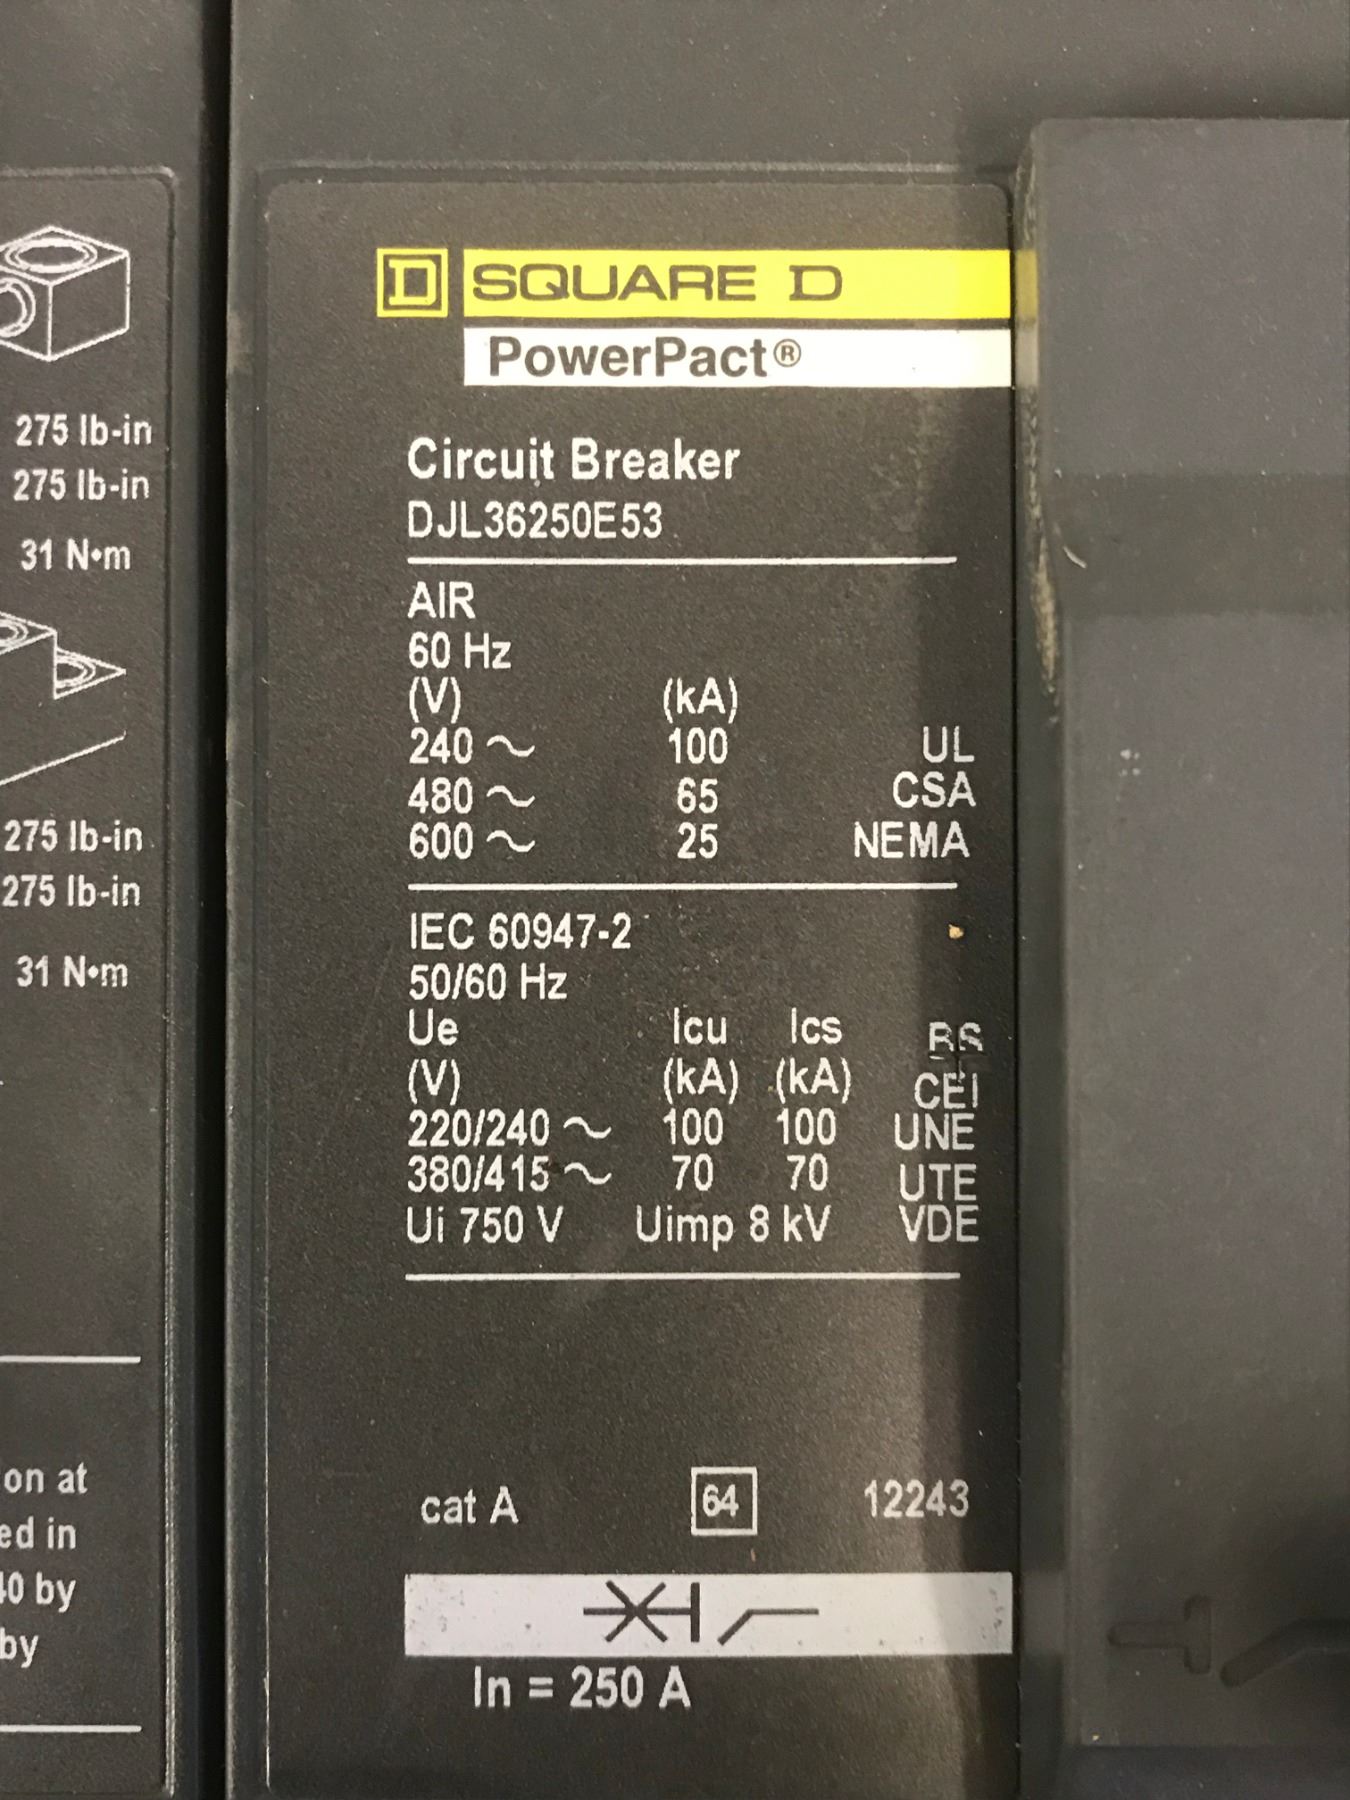 275 lb-in
275 lb-in
31 N•m
275 lb-in
275 lb-in
31 N•m
on at
ed in
by
by
D SQUARE D
PowerPact®
Circuit Breaker
DJL36250E53
AIR
60 Hz
(V) (kA)
240 ~ 100 UL
480 ~ 65 CSA
600 ~ 25 NEMA
IEC 60947-2
50/60 Hz
Ue Icu Ics BS
(V) (kA) (kA) CEI
220/240 ~ 100 100 UNE
380/415 ~ 70 70 UTE
Ui 750 V Uimp 8 kV VDE
cat A 64 12243
In = 250 A